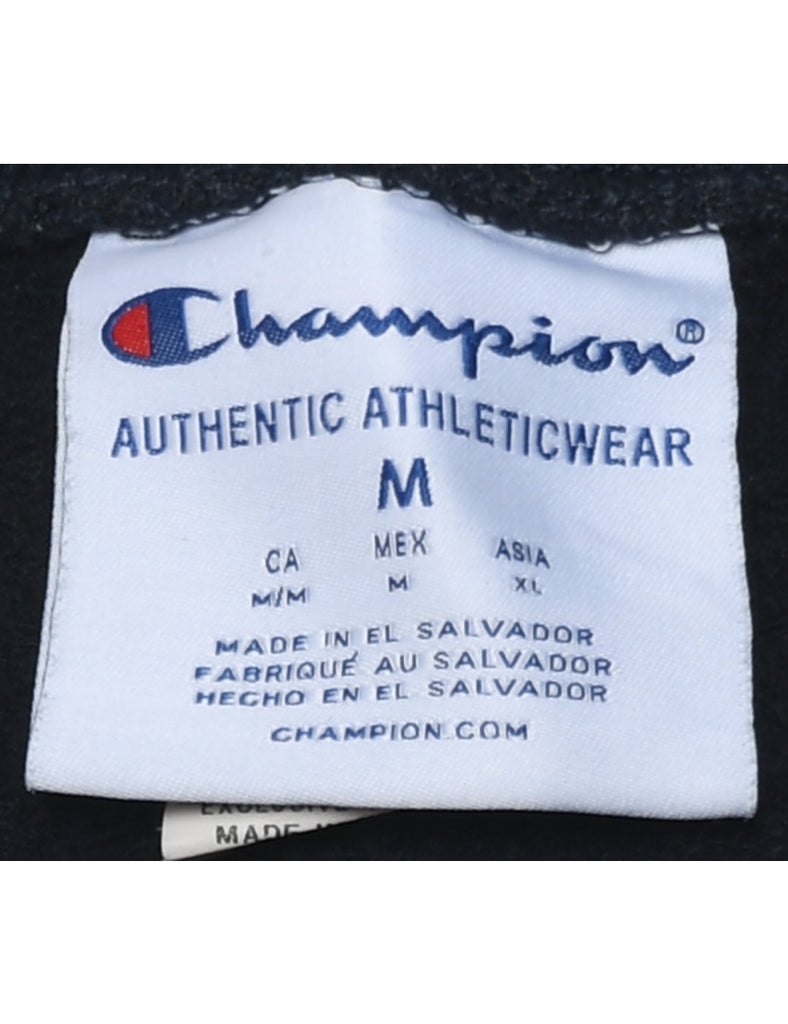 Champion®
AUTHENTIC ATHLETICWEAR
M
CA MEX ASIA
M/M M XL
MADE IN EL SALVADOR
FABRIQUÉ AU SALVADOR
HECHO EN EL SALVADOR
CHAMPION.COM
MADE